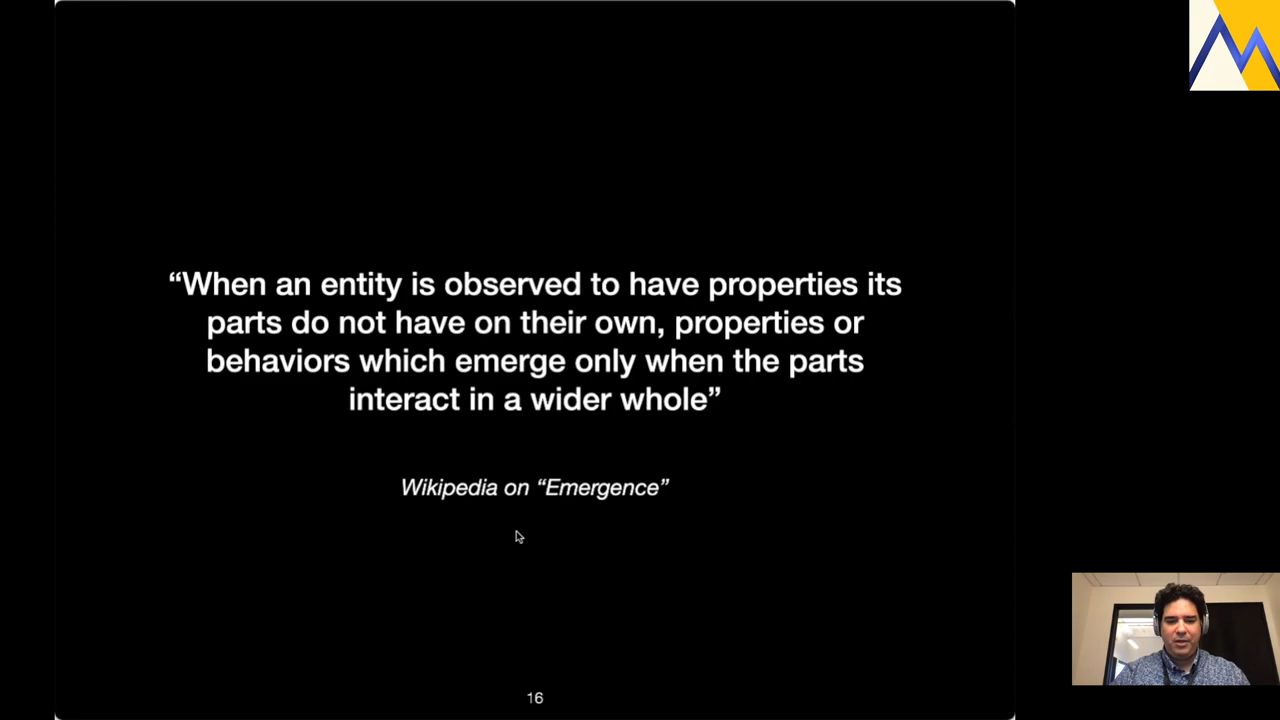 “When an entity is observed to have properties its
parts do not have on their own, properties or
behaviors which emerge only when the parts
interact in a wider whole”
Wikipedia on “Emergence”
16